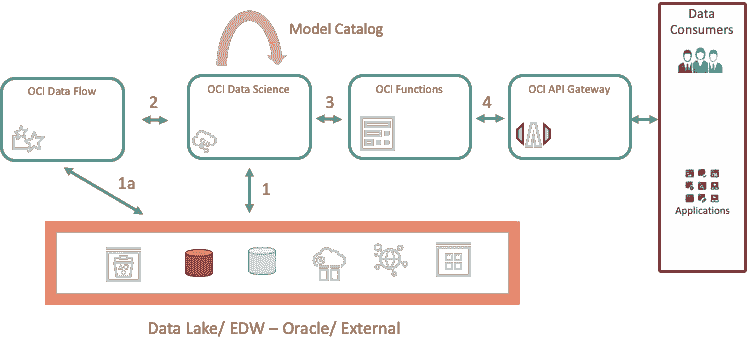 Data
Consumers
Model Catalog
OCI Data Flow
2
OCI Data Science
3
OCI Functions
4
OCI API Gateway
1a
1
Applications
Data Lake/ EDW – Oracle/ External